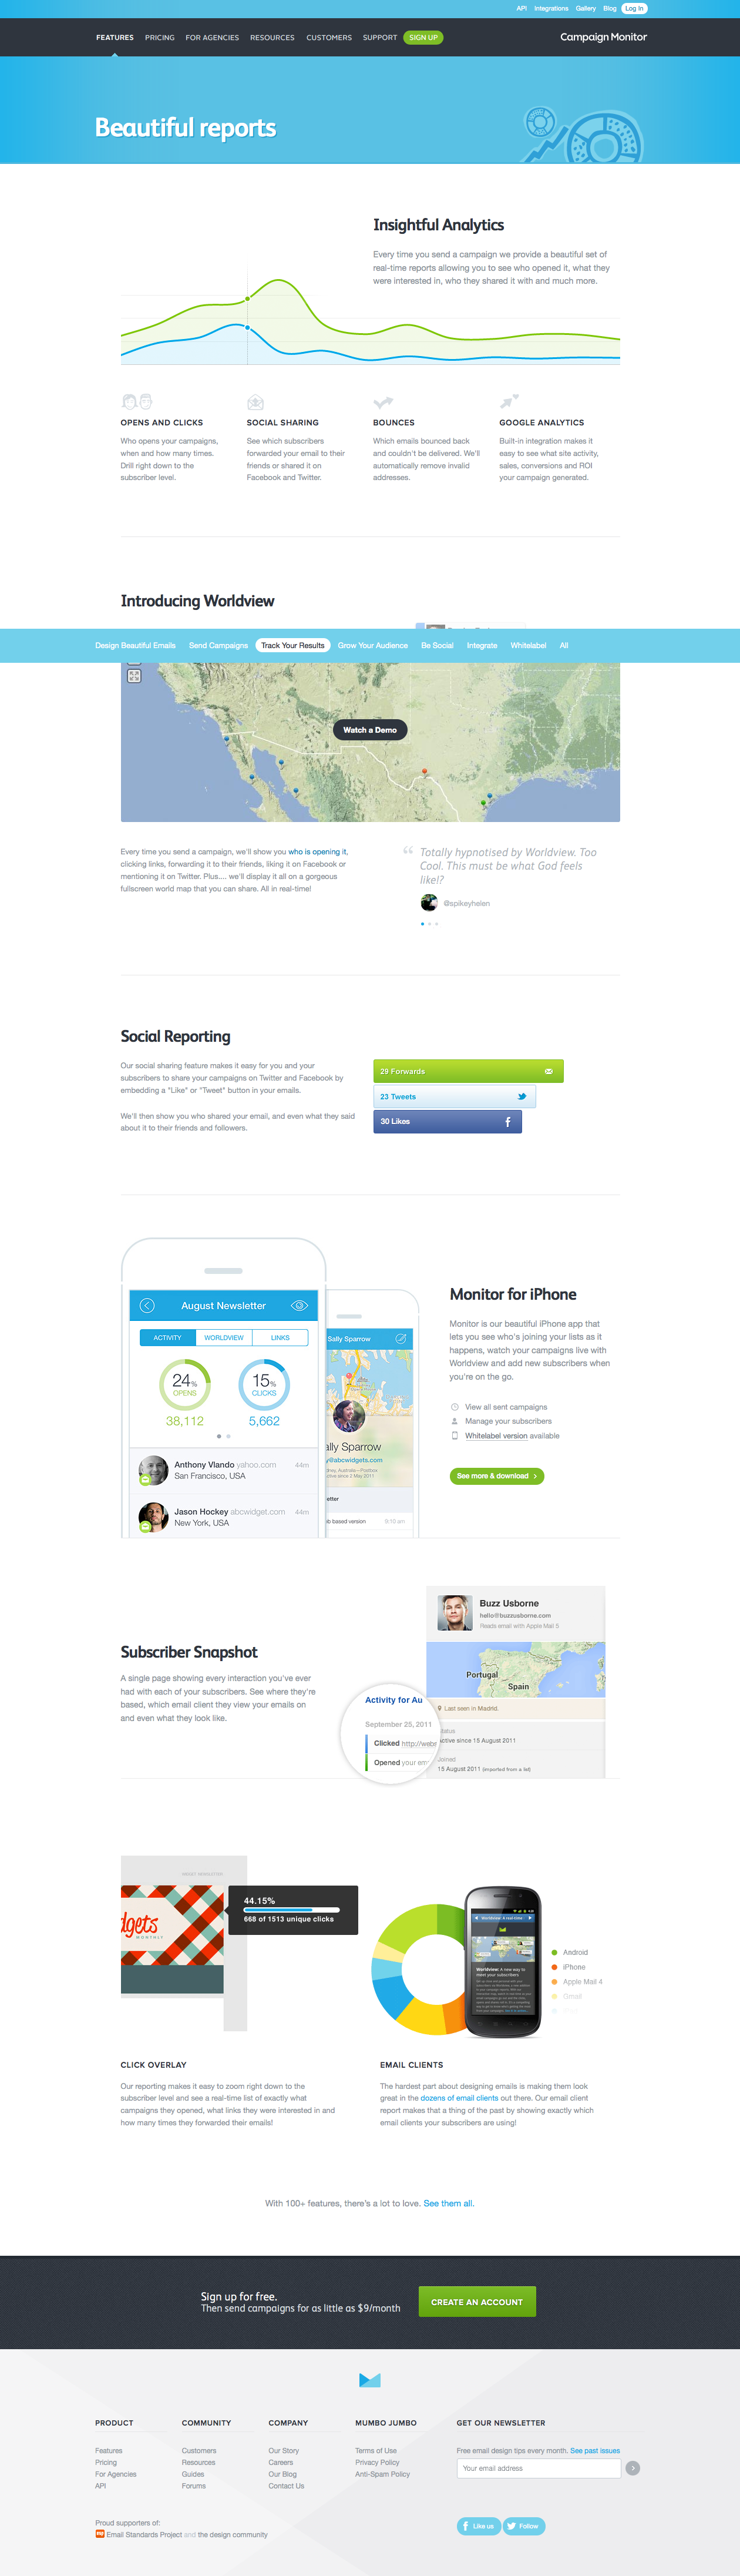 API Integrations Gallery Blog Log In
FEATURES PRICING FOR AGENCIES RESOURCES CUSTOMERS SUPPORT SIGN UP
Campaign Monitor
Beautiful reports
Insightful Analytics
Every time you send a campaign we provide a beautiful set of
real-time reports allowing you to see who opened it, what they
were interested in, who they shared it with and much more.
OPENS AND CLICKS
Who opens your campaigns,
when and how many times.
Drill right down to the
subscriber level.
SOCIAL SHARING
See which subscribers
forwarded your email to their
friends or shared it on
Facebook and Twitter.
BOUNCES
Which emails bounced back
and couldn't be delivered. We'll
automatically remove invalid
addresses.
GOOGLE ANALYTICS
Built-in integration makes it
easy to see what site activity,
sales, conversions and ROI
your campaign generated.
Introducing Worldview
Design Beautiful Emails Send Campaigns Track Your Results Grow Your Audience Be Social Integrate Whitelabel All
Watch a Demo
Every time you send a campaign, we'll show you who is opening it,
clicking links, forwarding it to their friends, liking it on Facebook or
mentioning it on Twitter. Plus.... we'll display it all on a gorgeous
fullscreen world map that you can share. All in real-time!
“ Totally hypnotised by Worldview. Too
Cool. This must be what God feels
like!?
@spikeyhelen
Social Reporting
Our social sharing feature makes it easy for you and your
subscribers to share your campaigns on Twitter and Facebook by
embedding a "Like" or "Tweet" button in your emails.
We'll then show you who shared your email, and even what they said
about it to their friends and followers.
29 Forwards
23 Tweets
30 Likes
August Newsletter
ACTIVITY WORLDVIEW LINKS
24%
OPENS
38,112
15%
CLICKS
5,662
Anthony Vlando yahoo.com 44m
San Francisco, USA
Jason Hockey abcwidget.com 44m
New York, USA
Sally Sparrow
ally Sparrow
y@abcwidgets.com
dney, Australia—Postbox
ctive since 2 May 2011
etter
b based version 9:10 am
Monitor for iPhone
Monitor is our beautiful iPhone app that
lets you see who's joining your lists as it
happens, watch your campaigns live with
Worldview and add new subscribers when
you're on the go.
View all sent campaigns
Manage your subscribers
Whitelabel version available
See more & download
Subscriber Snapshot
A single page showing every interaction you've ever
had with each of your subscribers. See where they're
based, which email client they view your emails on
and even what they look like.
Buzz Usborne
hello@buzzusborne.com
Reads email with Apple Mail 5
Portugal
Spain
Last seen in Madrid.
Status
Active since 15 August 2011
Joined
15 August 2011 (imported from a list)
Activity for Au
September 25, 2011
Clicked http://web
Opened your em
WIDGET NEWSLETTER
dgets
MONTHLY
44.15%
668 of 1513 unique clicks
Worldview: A new way to
meet your subscribers
Android
iPhone
Apple Mail 4
Gmail
CLICK OVERLAY
Our reporting makes it easy to zoom right down to the
subscriber level and see a real-time list of exactly what
campaigns they opened, what links they were interested in and
how many times they forwarded their emails!
EMAIL CLIENTS
The hardest part about designing emails is making them look
great in the dozens of email clients out there. Our email client
report makes that a thing of the past by showing exactly which
email clients your subscribers are using!
With 100+ features, there's a lot to love. See them all.
Sign up for free.
Then send campaigns for as little as $9/month
CREATE AN ACCOUNT
PRODUCT
Features
Pricing
For Agencies
API
COMMUNITY
Customers
Resources
Guides
Forums
COMPANY
Our Story
Careers
Our Blog
Contact Us
MUMBO JUMBO
Terms of Use
Privacy Policy
Anti-Spam Policy
GET OUR NEWSLETTER
Free email design tips every month. See past issues
Your email address
Proud supporters of:
Email Standards Project and the design community
Like us
Follow